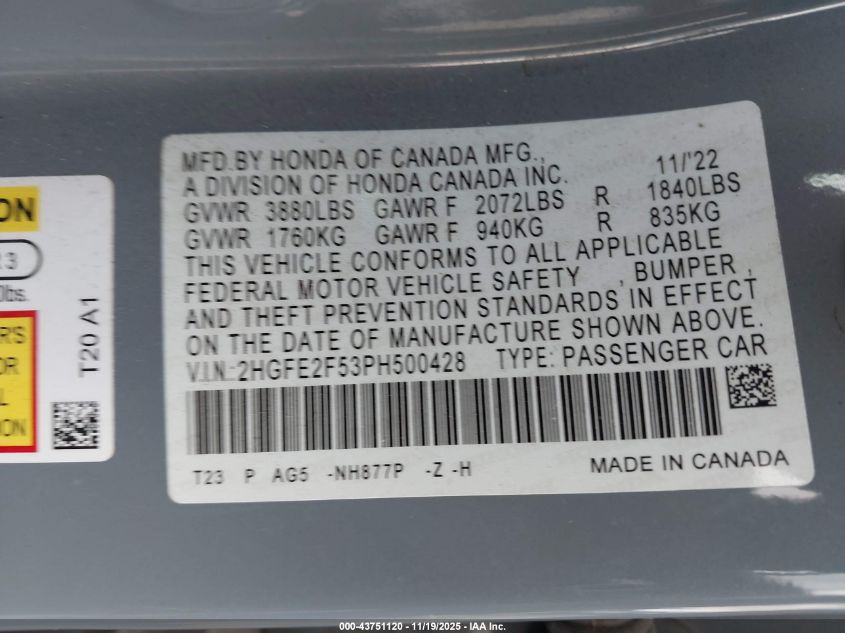 MFD.BY HONDA OF CANADA MFG., 11/'22
A DIVISION OF HONDA CANADA INC.
GVWR 3880LBS GAWR F 2072LBS R 1840LBS
GVWR 1760KG GAWR F 940KG R 835KG
THIS VEHICLE CONFORMS TO ALL APPLICABLE
FEDERAL MOTOR VEHICLE SAFETY , BUMPER ,
AND THEFT PREVENTION STANDARDS IN EFFECT
ON THE DATE OF MANUFACTURE SHOWN ABOVE.
V.I.N.:2HGFE2F53PH500428 TYPE: PASSENGER CAR
T23 P AG5 -NH877P -Z -H MADE IN CANADA
T20 A1
000-43751120 - 11/19/2025 - IAA Inc.